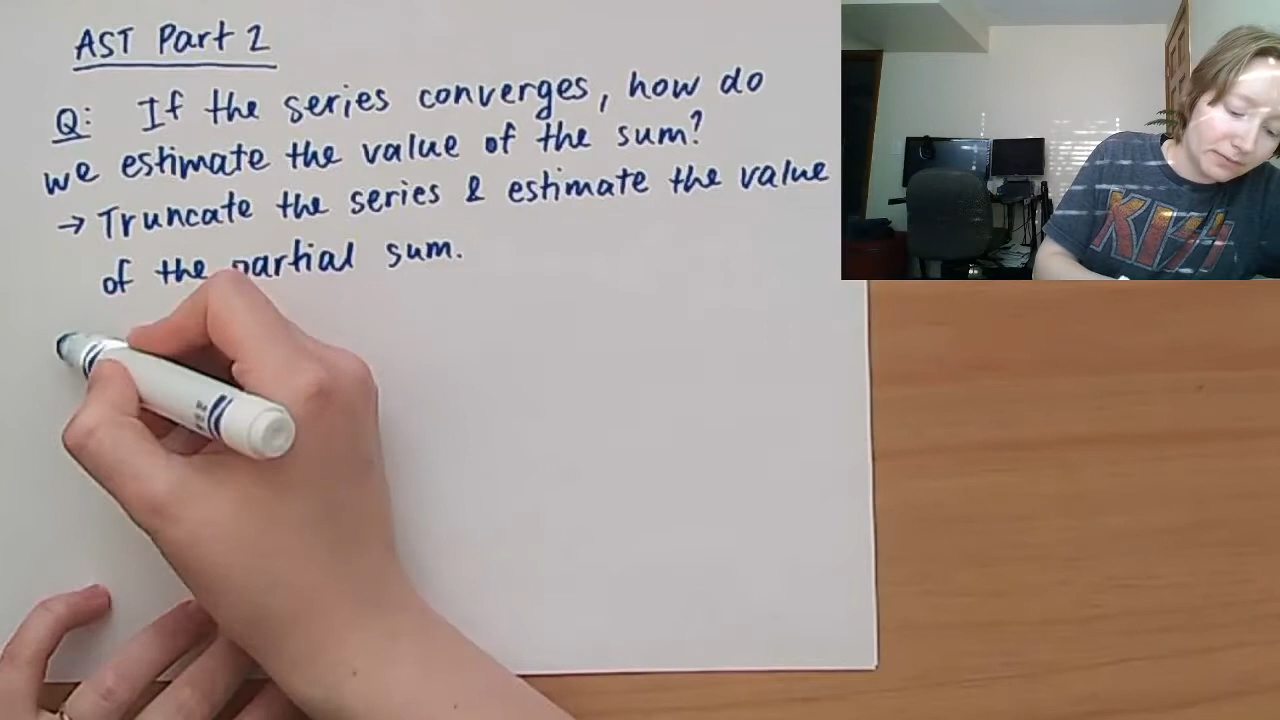 AST Part 2
Q: If the series converges, how do
we estimate the value of the sum?
→ Truncate the series & estimate the value
of the partial sum.
KISS